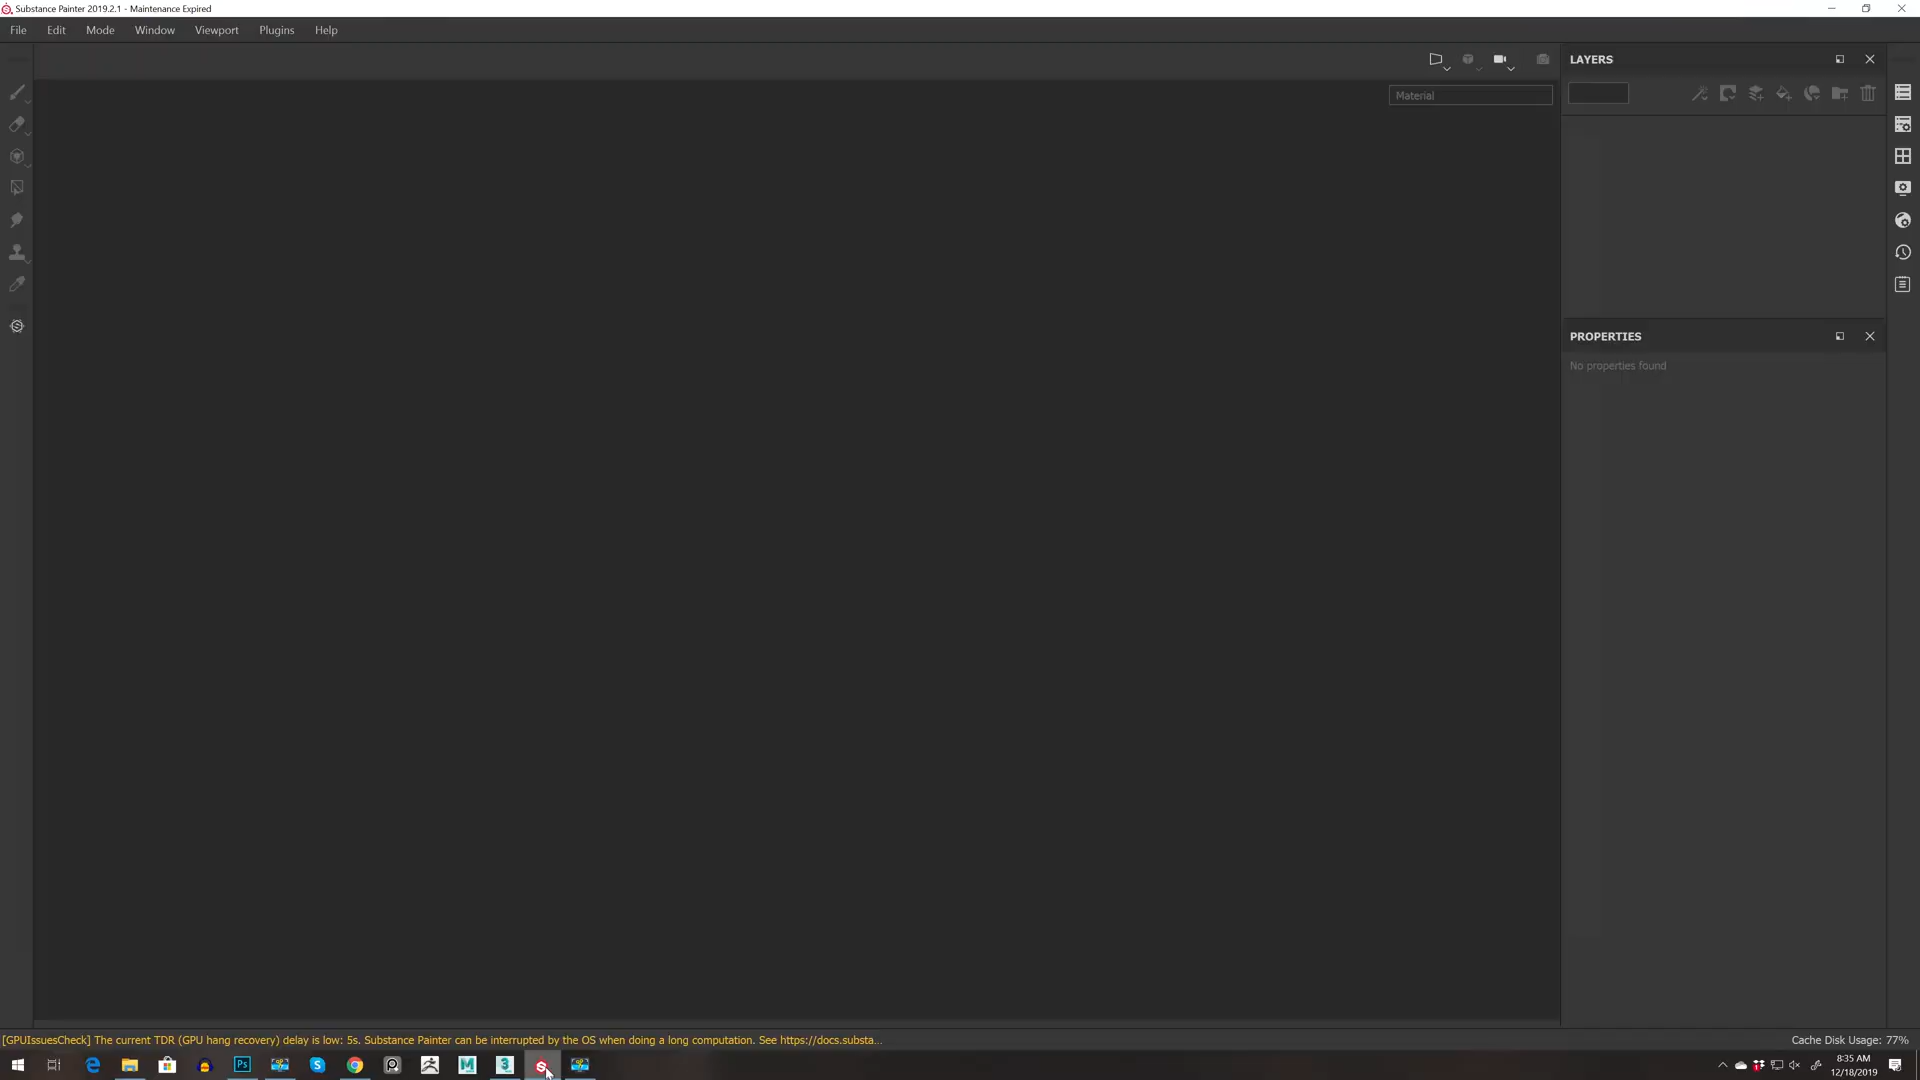 Substance Painter 2019.2.1 - Maintenance Expired
File Edit Mode Window Viewport Plugins Help
LAYERS
Material
PROPERTIES
No properties found
[GPUIssuesCheck] The current TDR (GPU hang recovery) delay is low: 5s. Substance Painter can be interrupted by the OS when doing a long computation. See https://docs.substa...
Cache Disk Usage: 77%
Ps
M
3
8:35 AM
12/18/2019